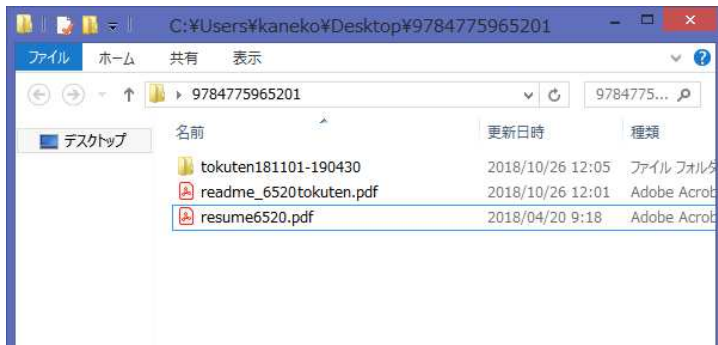 C:¥Users¥kaneko¥Desktop¥9784775965201
ファイル ホーム 共有 表示
9784775965201 9784775...
デスクトップ 名前 更新日時 種類
tokuten181101-190430 2018/10/26 12:05 ファイル フォルダ
readme_6520tokuten.pdf 2018/10/26 12:01 Adobe Acrob
resume6520.pdf 2018/04/20 9:18 Adobe Acrob